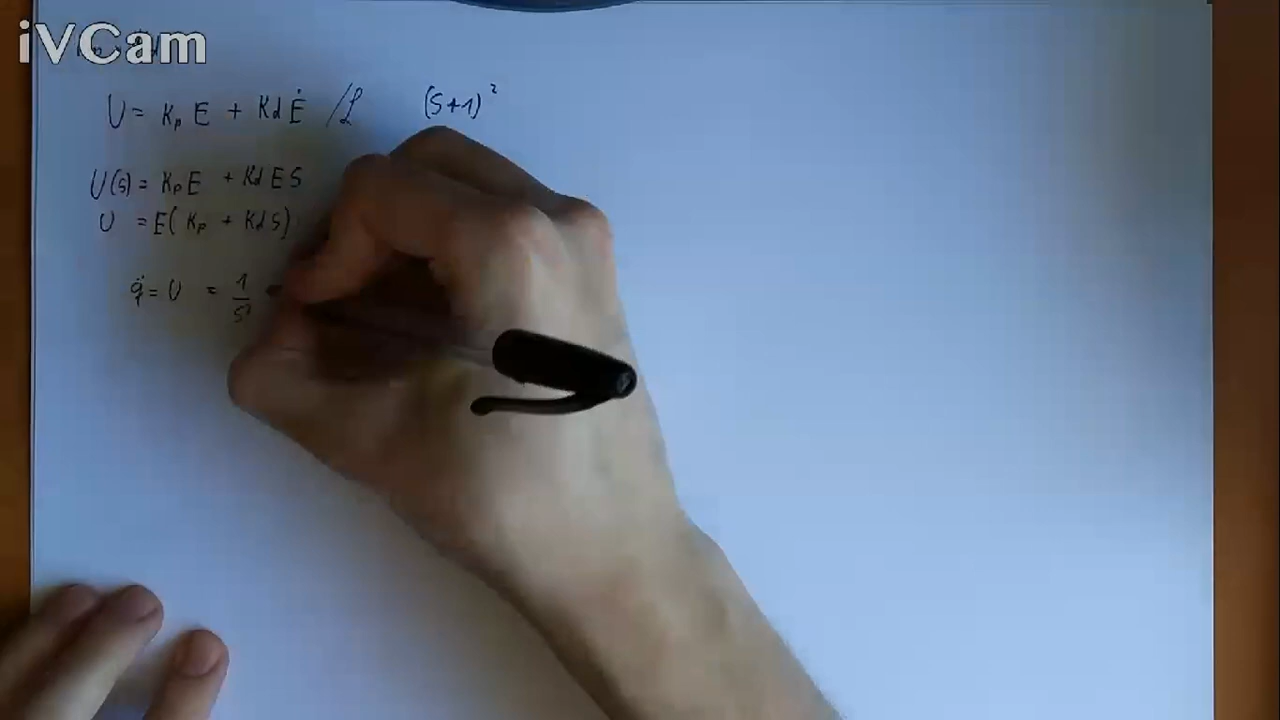 iVCam
U = Kp E + Kd Ė /ℒ (S+1)²
U(s) = Kp E + Kd E S
U = E( Kp + Kd S)
q̈ = U = 1/S²